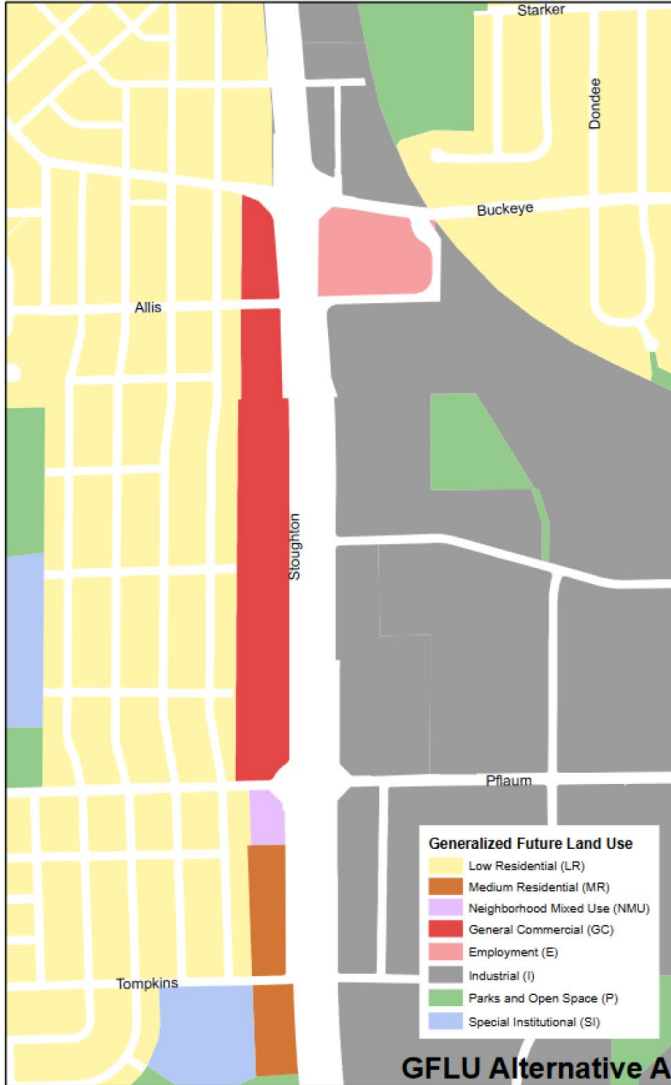 Starker
Dondee
Buckeye
Allis
Stoughton
Pflaum
Generalized Future Land Use
Low Residential (LR)
Medium Residential (MR)
Neighborhood Mixed Use (NMU)
General Commercial (GC)
Employment (E)
Industrial (I)
Parks and Open Space (P)
Special Institutional (SI)
Tompkins
GFLU Alternative A